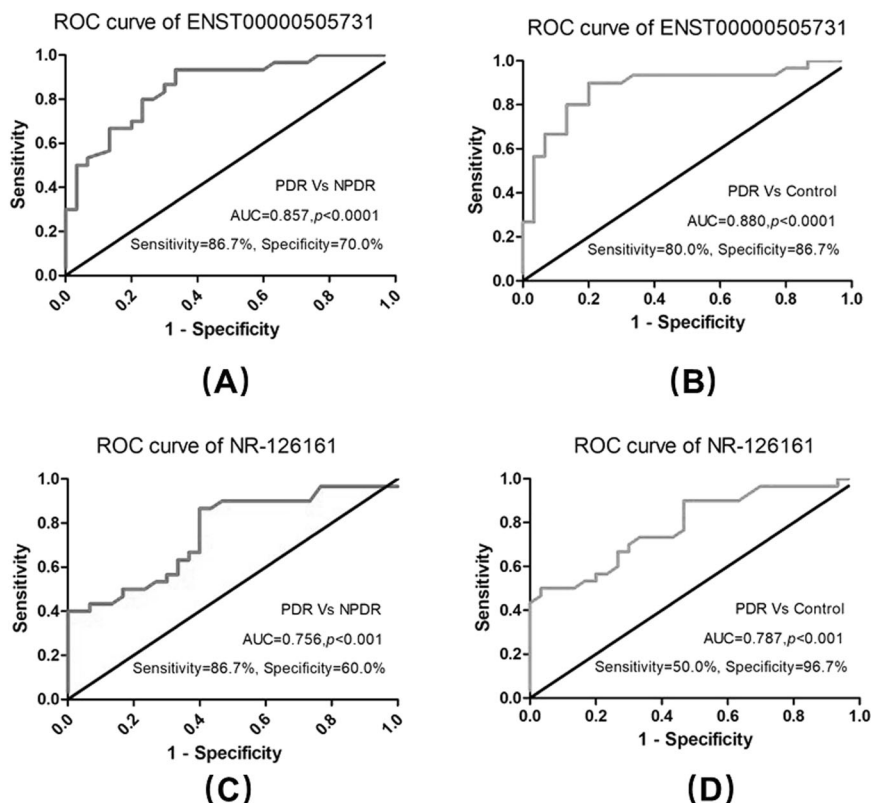 ROC curve of ENST00000505731
1.0
0.8
0.6
0.4
0.2
0.0
Sensitivity
PDR Vs NPDR
AUC=0.857,p<0.0001
Sensitivity=86.7%, Specificity=70.0%
0.0 0.2 0.4 0.6 0.8 1.0
1 - Specificity
(A)
ROC curve of ENST00000505731
1.0
0.8
0.6
0.4
0.2
0.0
Sensitivity
PDR Vs Control
AUC=0.880,p<0.0001
Sensitivity=80.0%, Specificity=86.7%
0.0 0.2 0.4 0.6 0.8 1.0
1 - Specificity
(B)
ROC curve of NR-126161
1.0
0.8
0.6
0.4
0.2
0.0
Sensitivity
PDR Vs NPDR
AUC=0.756,p<0.001
Sensitivity=86.7%, Specificity=60.0%
0.0 0.2 0.4 0.6 0.8 1.0
1 - Specificity
(C)
ROC curve of NR-126161
1.0
0.8
0.6
0.4
0.2
0.0
Sensitivity
PDR Vs Control
AUC=0.787,p<0.001
Sensitivity=50.0%, Specificity=96.7%
0.0 0.2 0.4 0.6 0.8 1.0
1 - Specificity
(D)